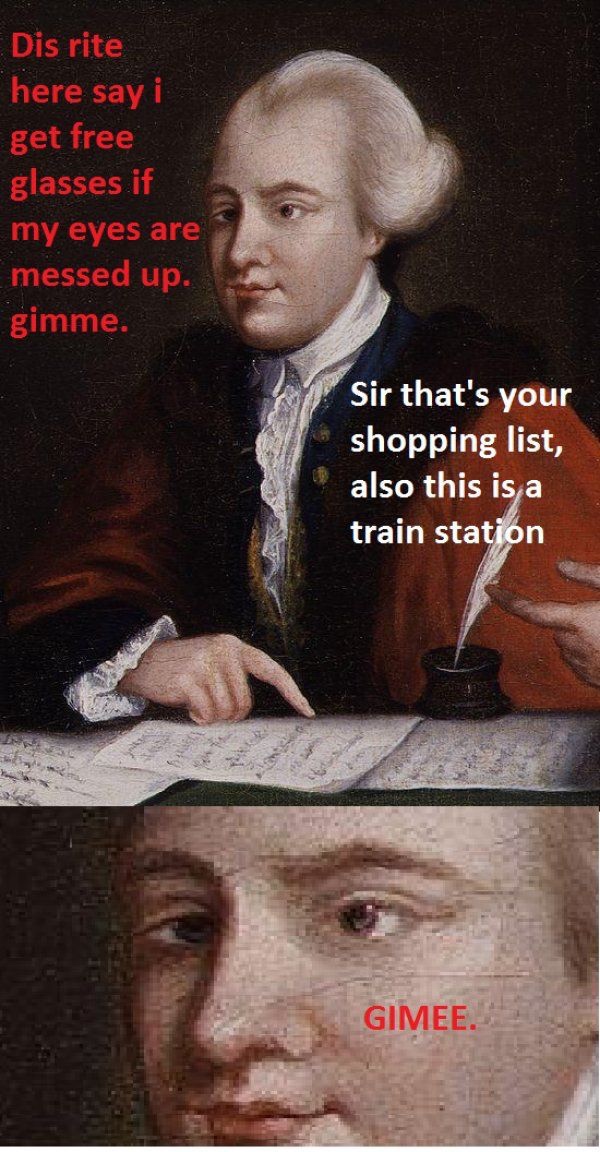 Dis rite
here say i
get free
glasses if
my eyes are
messed up.
gimme.
Sir that's your
shopping list,
also this is a
train station
GIMEE.